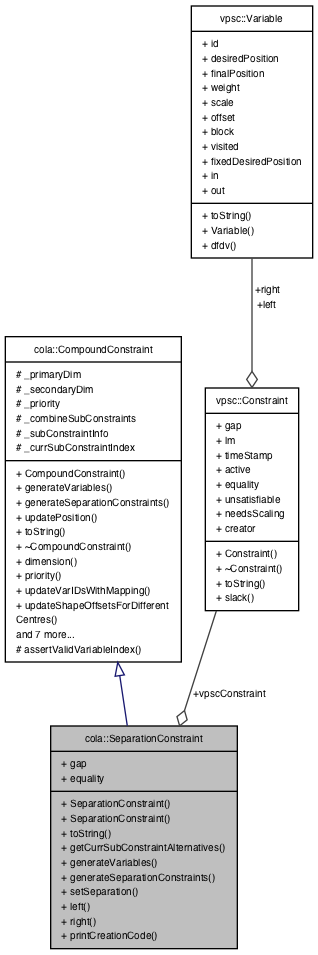 vpsc::Variable
+ id
+ desiredPosition
+ finalPosition
+ weight
+ scale
+ offset
+ block
+ visited
+ fixedDesiredPosition
+ in
+ out
+ toString()
+ Variable()
+ dfdv()
+right
+left
cola::CompoundConstraint
# _primaryDim
# _secondaryDim
# _priority
# _combineSubConstraints
# _subConstraintInfo
# _currSubConstraintIndex
+ CompoundConstraint()
+ generateVariables()
+ generateSeparationConstraints()
+ updatePosition()
+ toString()
+ ~CompoundConstraint()
+ dimension()
+ priority()
+ updateVarIDsWithMapping()
+ updateShapeOffsetsForDifferent
Centres()
and 7 more...
# assertValidVariableIndex()
vpsc::Constraint
+ gap
+ lm
+ timeStamp
+ active
+ equality
+ unsatisfiable
+ needsScaling
+ creator
+ Constraint()
+ ~Constraint()
+ toString()
+ slack()
+vpscConstraint
cola::SeparationConstraint
+ gap
+ equality
+ SeparationConstraint()
+ SeparationConstraint()
+ toString()
+ getCurrSubConstraintAlternatives()
+ generateVariables()
+ generateSeparationConstraints()
+ setSeparation()
+ left()
+ right()
+ printCreationCode()